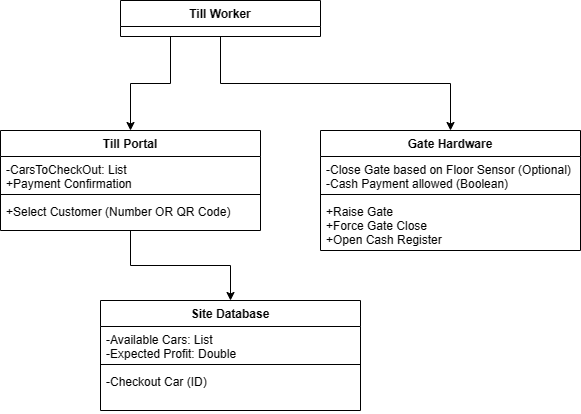 Till Worker
Till Portal
-CarsToCheckOut: List
+Payment Confirmation
+Select Customer (Number OR QR Code)
Gate Hardware
-Close Gate based on Floor Sensor (Optional)
-Cash Payment allowed (Boolean)
+Raise Gate
+Force Gate Close
+Open Cash Register
Site Database
-Available Cars: List
-Expected Profit: Double
-Checkout Car (ID)